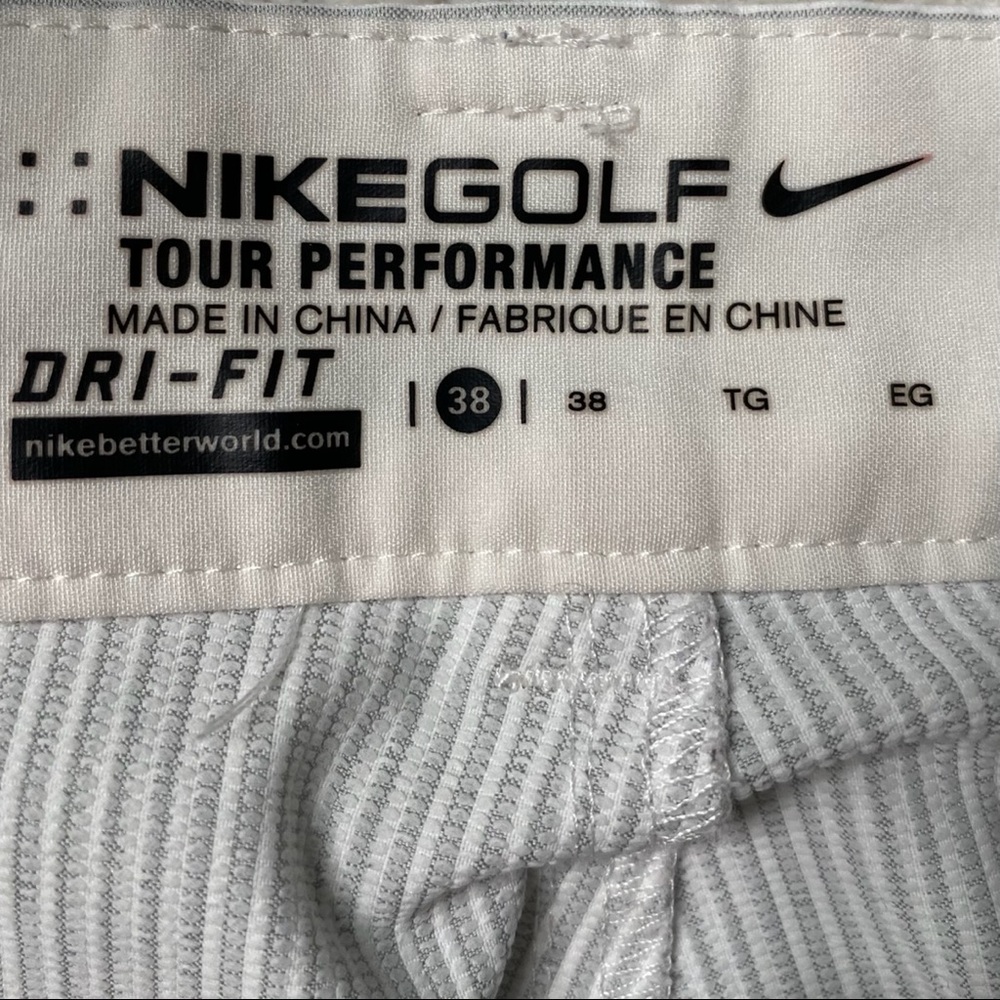 NIKEGOLF
TOUR PERFORMANCE
MADE IN CHINA / FABRIQUE EN CHINE
DRI-FIT
nikebetterworld.com
| 38 | 38 TG EG